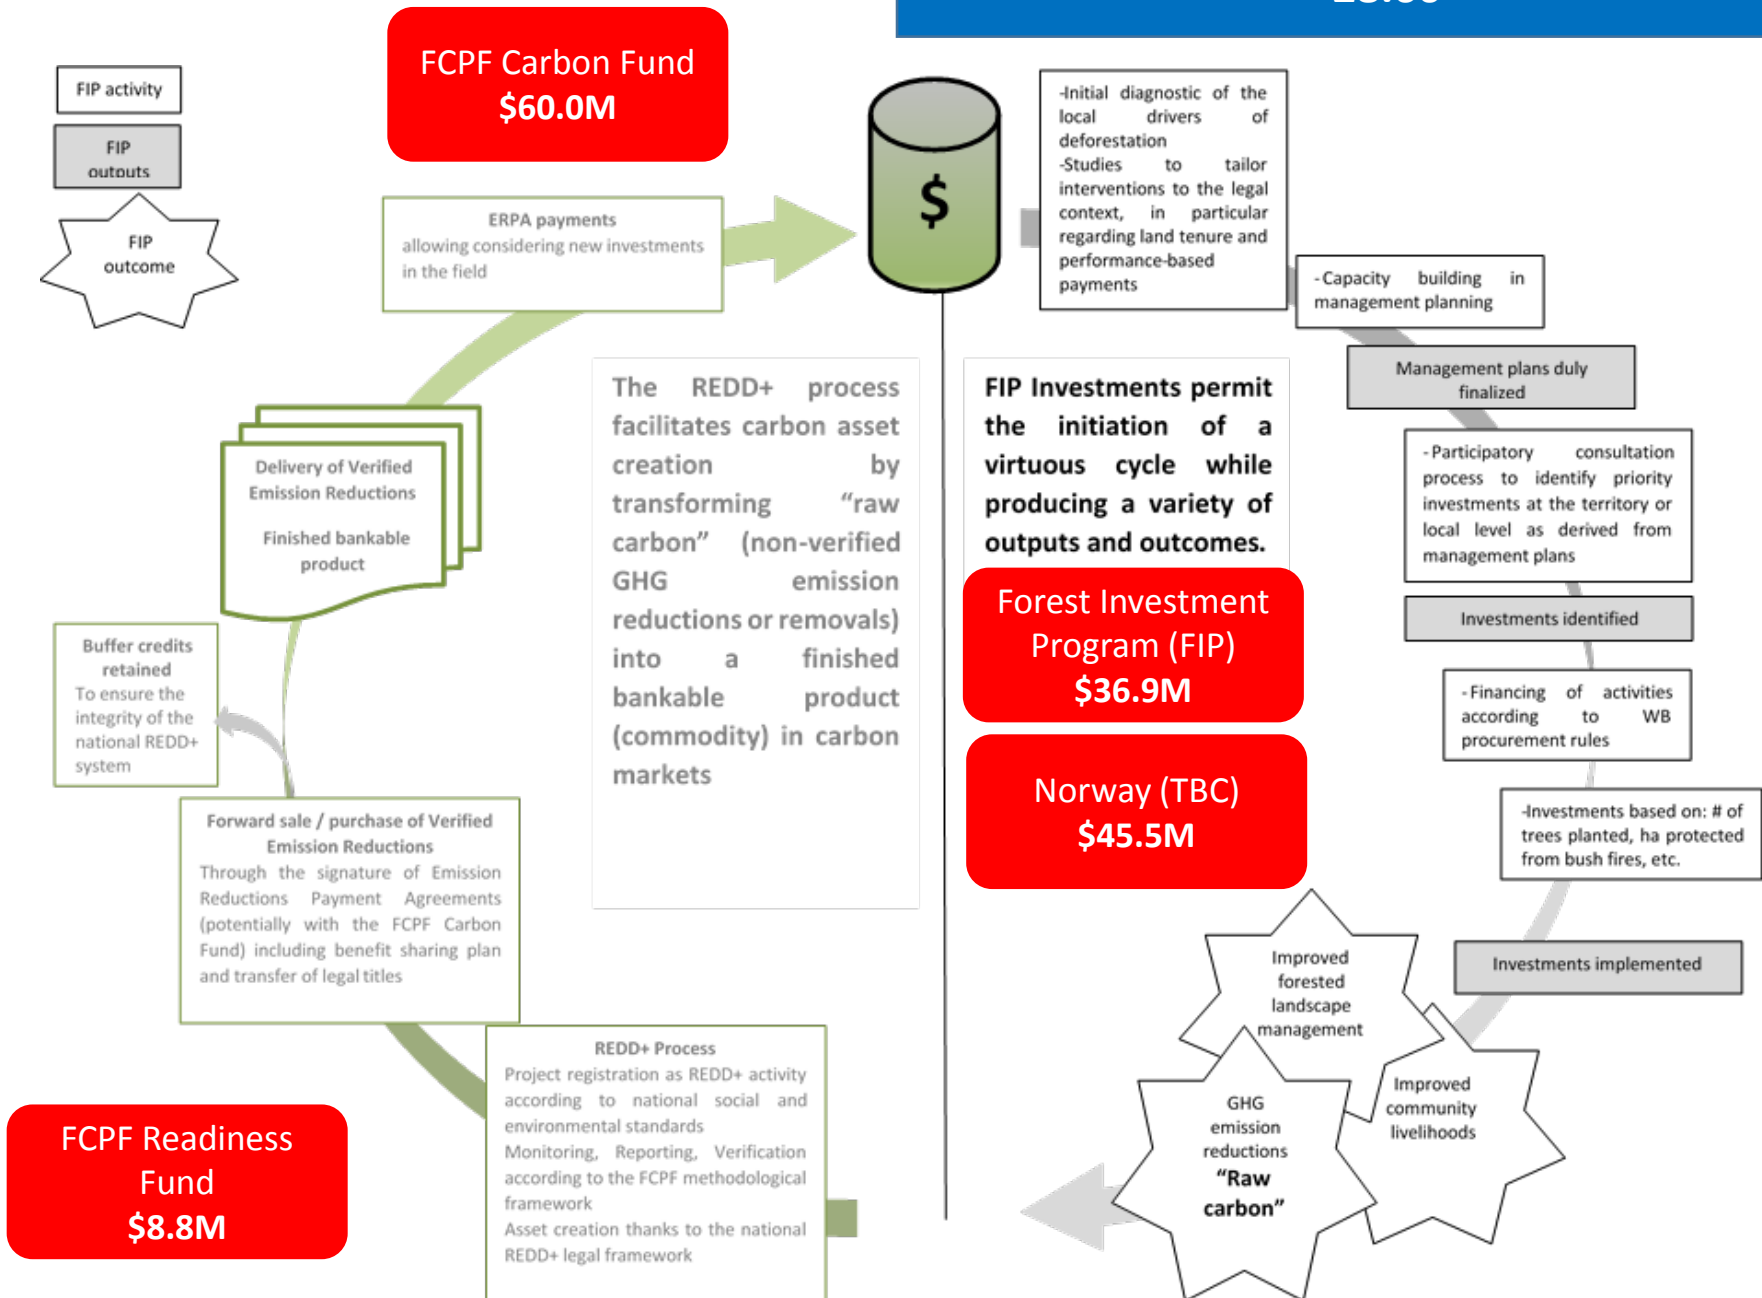 FCPF Carbon Fund
$60.0M
FIP activity
FIP
outputs
FIP
outcome
ERPA payments
allowing considering new investments
in the field
$
-Initial diagnostic of the
local drivers of
deforestation
-Studies to tailor
interventions to the legal
context, in particular
regarding land tenure and
performance-based
payments
- Capacity building in
management planning
Management plans duly
finalized
- Participatory consultation
process to identify priority
investments at the territory or
local level as derived from
management plans
Investments identified
- Financing of activities
according to WB
procurement rules
-Investments based on: # of
trees planted, ha protected
from bush fires, etc.
Investments implemented
The REDD+ process
facilitates carbon asset
creation by
transforming “raw
carbon” (non-verified
GHG emission
reductions or removals)
into a finished
bankable product
(commodity) in carbon
markets
FIP Investments permit
the initiation of a
virtuous cycle while
producing a variety of
outputs and outcomes.
Forest Investment
Program (FIP)
$36.9M
Norway (TBC)
$45.5M
Delivery of Verified
Emission Reductions
Finished bankable
product
Buffer credits
retained
To ensure the
integrity of the
national REDD+
system
Forward sale / purchase of Verified
Emission Reductions
Through the signature of Emission
Reductions Payment Agreements
(potentially with the FCPF Carbon
Fund) including benefit sharing plan
and transfer of legal titles
REDD+ Process
Project registration as REDD+ activity
according to national social and
environmental standards
Monitoring, Reporting, Verification
according to the FCPF methodological
framework
Asset creation thanks to the national
REDD+ legal framework
FCPF Readiness
Fund
$8.8M
Improved
forested
landscape
management
Improved
community
livelihoods
GHG
emission
reductions
“Raw
carbon”